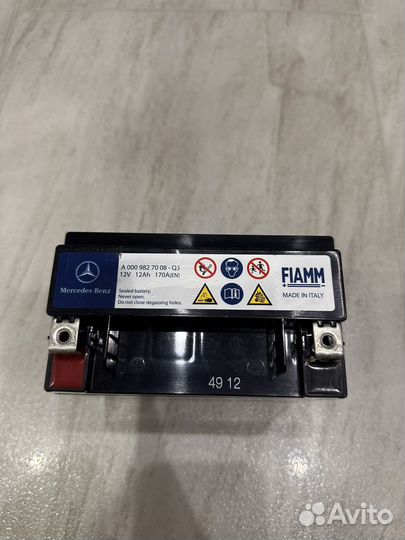 A 000 982 70 08 - Q3
12V 12Ah 170A(EN)
Mercedes-Benz
Sealed battery.
Never open.
Do not close degassing holes.
FIAMM
MADE IN ITALY
49 12
Avito